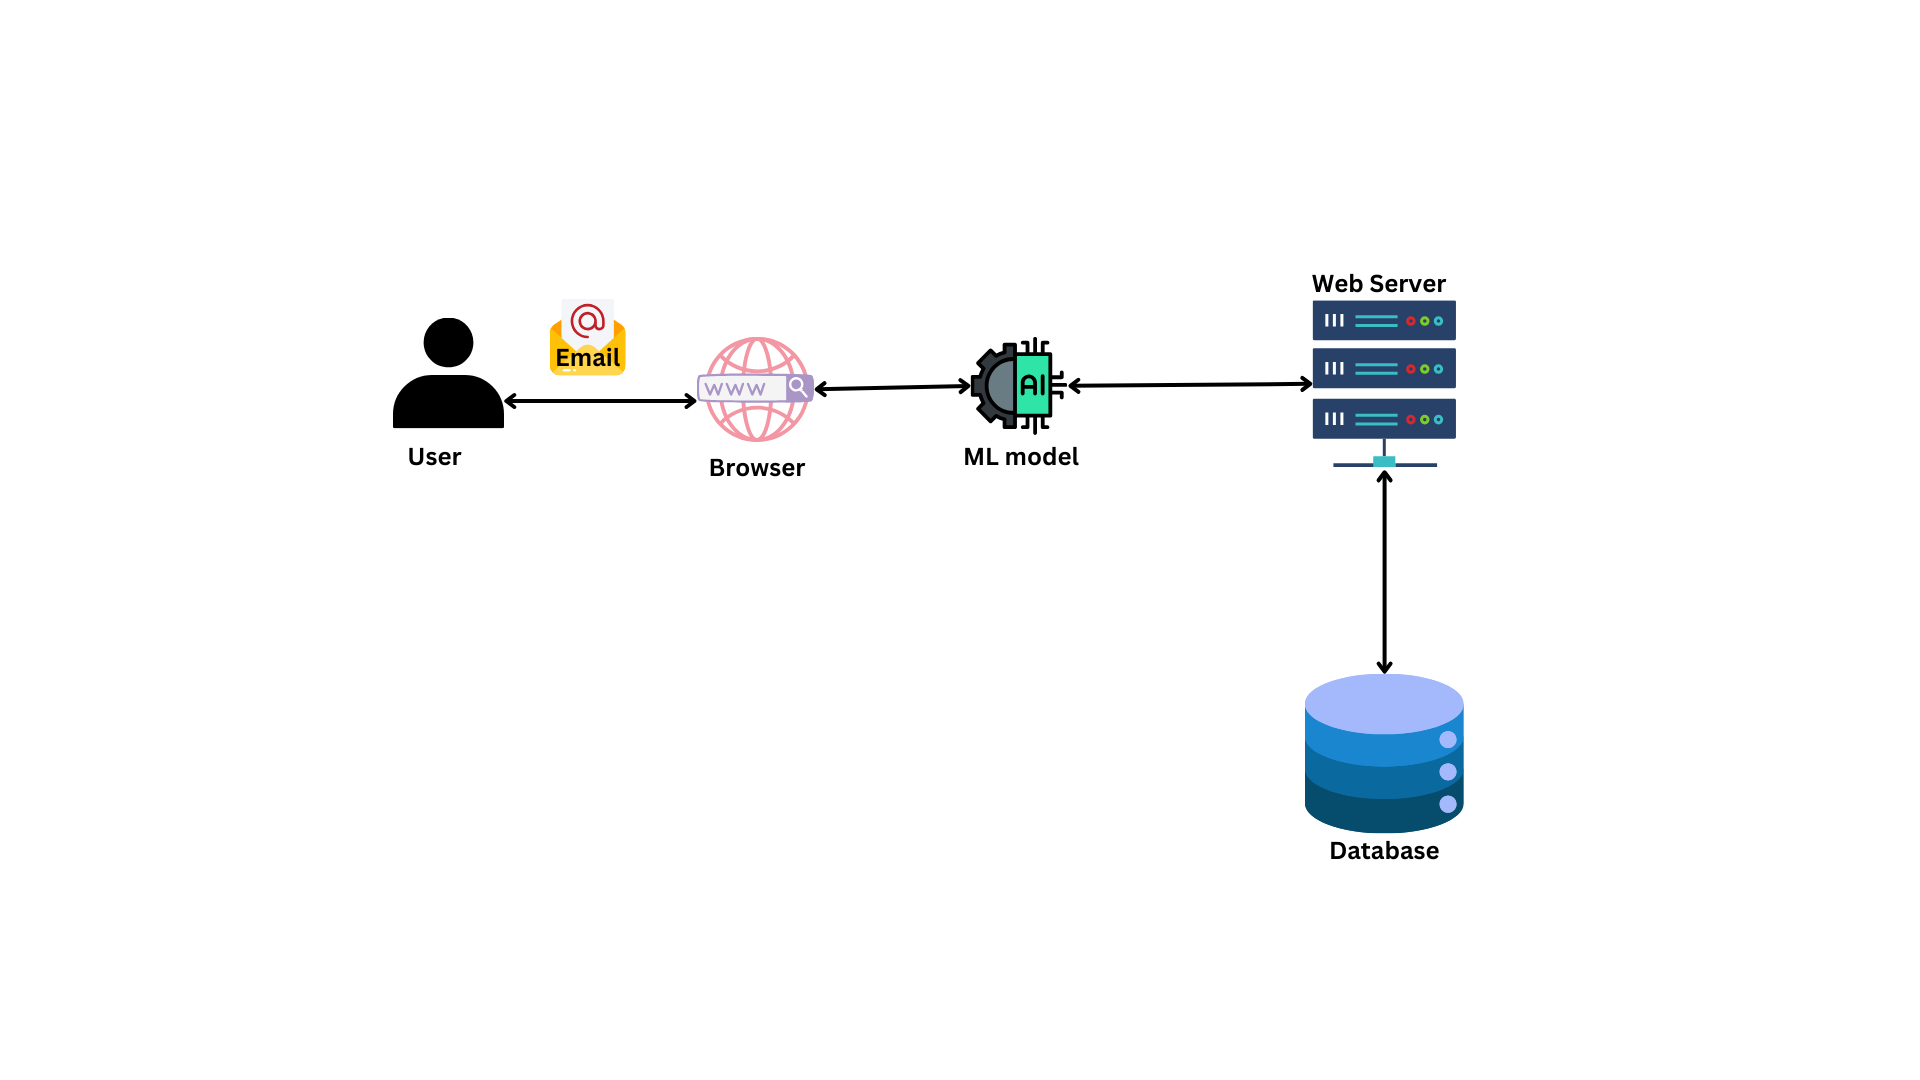 Web Server
Email
WWW
AI
User
Browser
ML model
Database